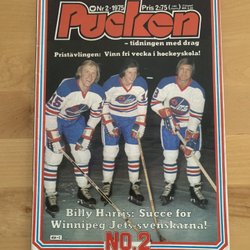 Nr 2 · 1975 Pris 2:75
Pucken
– tidningen med drag
Pristävlingen: Vinn fri vecka i hockeyskola!
Billy Harris: Succé för
Winnipeg Jets-svenskarna!
NO. 2